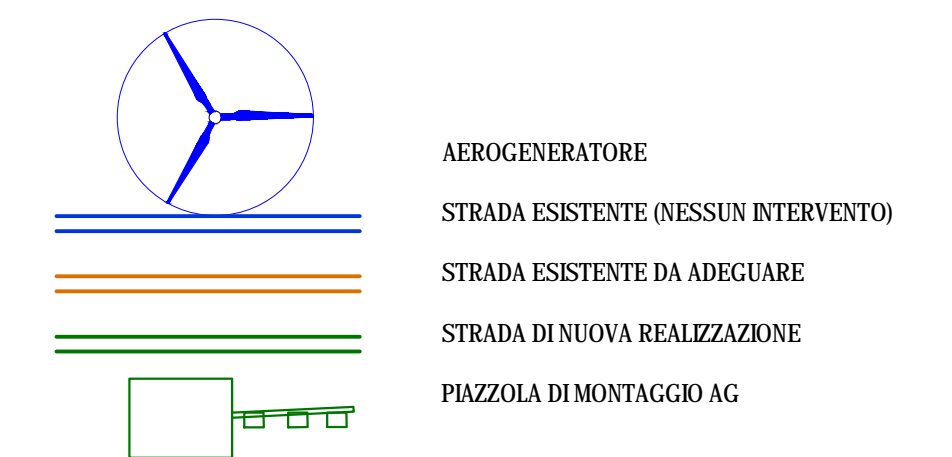 AEROGENERATORE
STRADA ESISTENTE (NESSUN INTERVENTO)
STRADA ESISTENTE DA ADEGUARE
STRADA DI NUOVA REALIZZAZIONE
PIAZZOLA DI MONTAGGIO AG